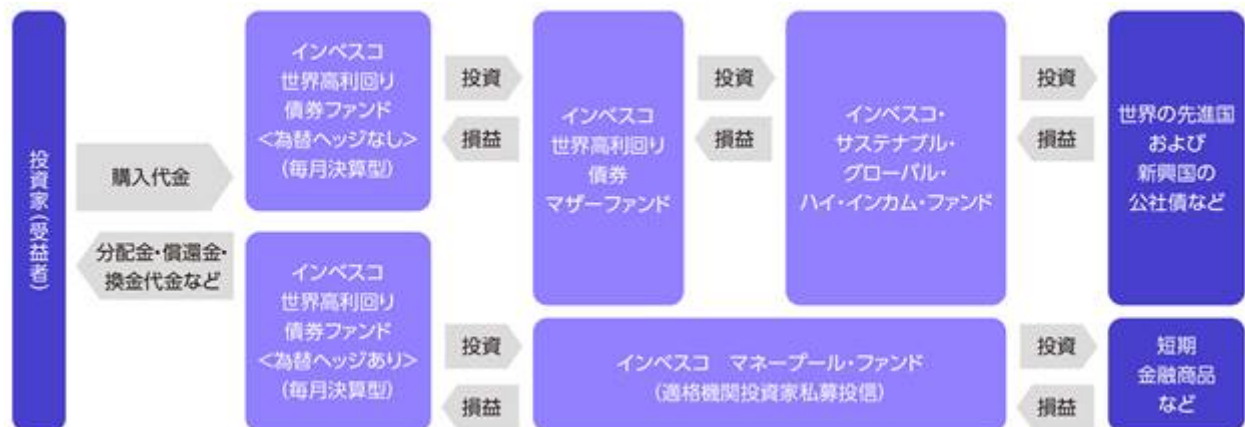 投資家(受益者)
購入代金
分配金・償還金・
換金代金など
インベスコ
世界高利回り
債券ファンド
<為替ヘッジなし>
(毎月決算型)
インベスコ
世界高利回り
債券ファンド
<為替ヘッジあり>
(毎月決算型)
投資
損益
インベスコ
世界高利回り
債券
マザーファンド
投資
損益
インベスコ・
サステナブル・
グローバル・
ハイ・インカム・ファンド
投資
損益
世界の先進国
および
新興国の
公社債など
投資
損益
インベスコ　マネープール・ファンド
(適格機関投資家私募投信)
投資
損益
短期
金融商品
など